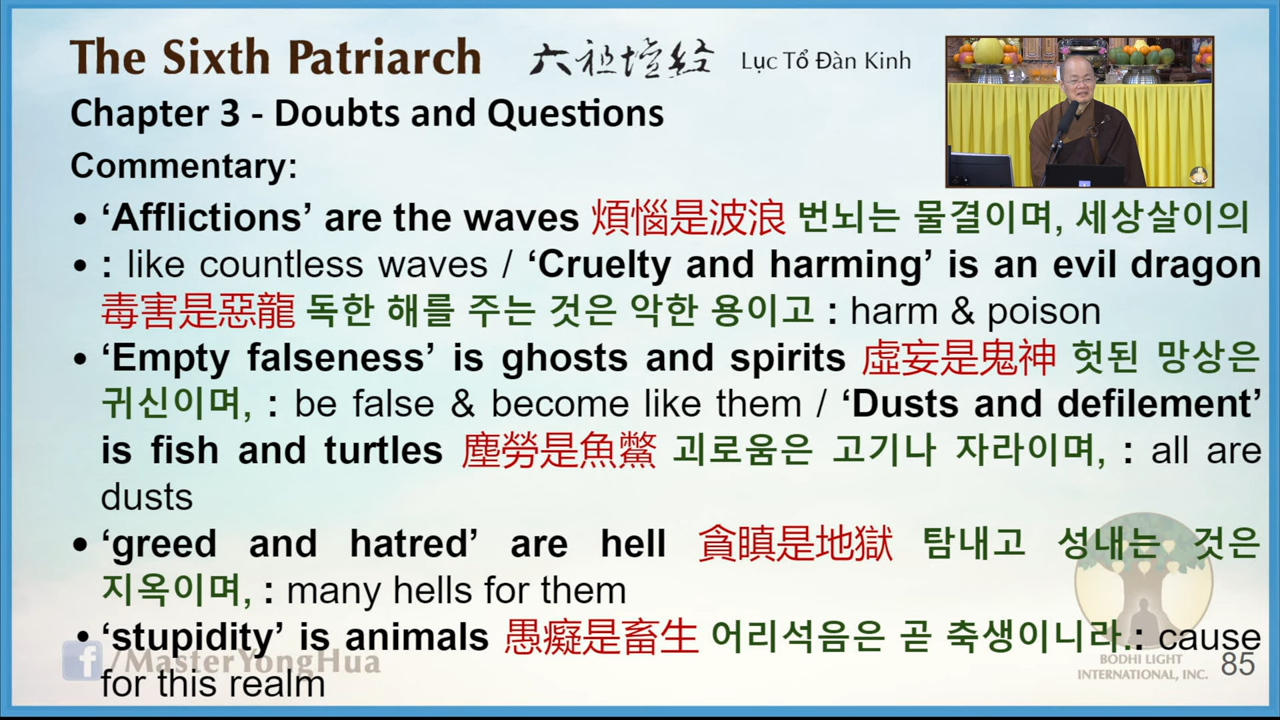 The Sixth Patriarch 六祖壇經 Lục Tổ Đàn Kinh
Chapter 3 - Doubts and Questions
Commentary:
• ‘Afflictions’ are the waves 煩惱是波浪 번뇌는 물결이며, 세상살이의
• : like countless waves / ‘Cruelty and harming’ is an evil dragon
毒害是惡龍 독한 해를 주는 것은 악한 용이고 : harm & poison
• ‘Empty falseness’ is ghosts and spirits 虛妄是鬼神 헛된 망상은
귀신이며, : be false & become like them / ‘Dusts and defilement’
is fish and turtles 塵勞是魚鱉 괴로움은 고기나 자라이며, : all are
dusts
• ‘greed and hatred’ are hell 貪瞋是地獄 탐내고 성내는 것은
지옥이며, : many hells for them
• ‘stupidity’ is animals 愚癡是畜生 어리석음은 곧 축생이니라.: cause
for this realm
f/MasterYongHua
BODHI LIGHT
INTERNATIONAL, INC.
85